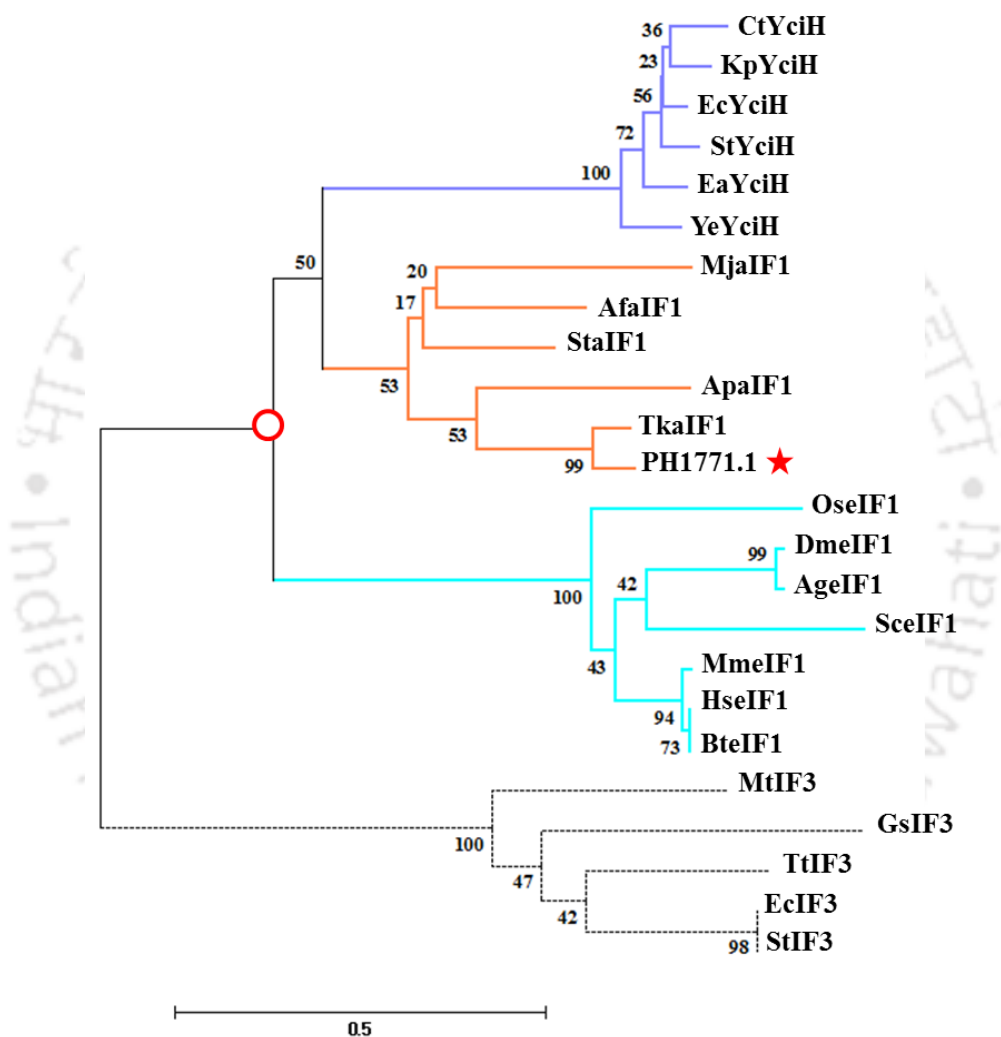 36
CtYciH
23
KpYciH
56
EcYciH
72
StYciH
100
EaYciH
YeYciH
50
20
MjaIF1
17
AfaIF1
StaIF1
53
ApaIF1
53
TkaIF1
99
PH1771.1
OseIF1
99
DmeIF1
42
AgeIF1
100
SceIF1
43
MmeIF1
94
HseIF1
73
BteIF1
MtIF3
100
GsIF3
47
TtIF3
42
EcIF3
98
StIF3
0.5
Indian
wahati